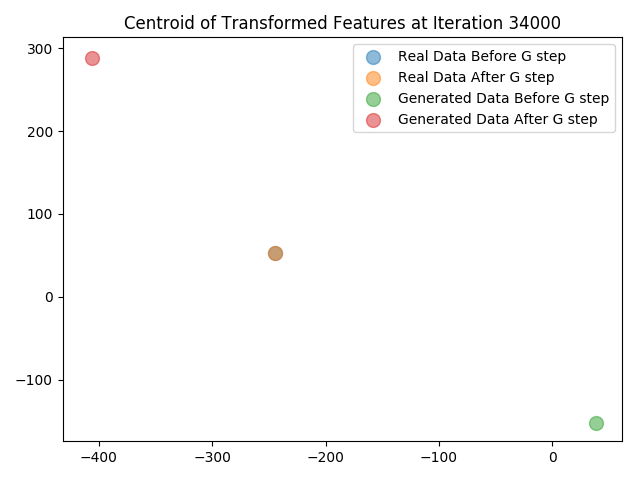 Centroid of Transformed Features at Iteration 34000
Real Data Before G step
Real Data After G step
Generated Data Before G step
Generated Data After G step
300
200
100
0
−100
−400
−300
−200
−100
0